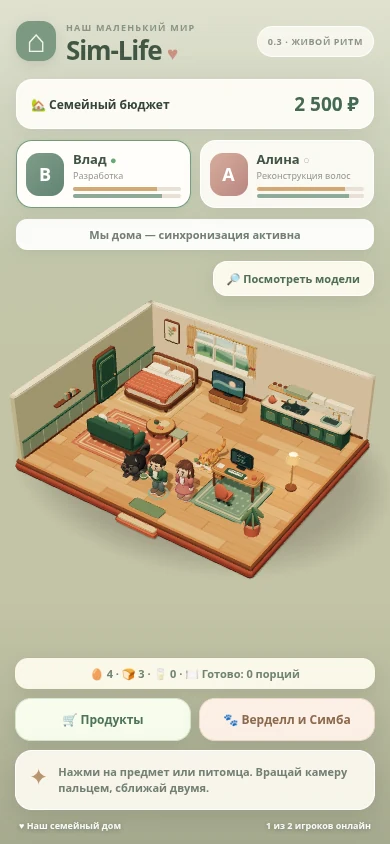 НАШ МАЛЕНЬКИЙ МИР
Sim-Life ♥
0.3 · ЖИВОЙ РИТМ
🏡 Семейный бюджет
2 500 ₽
В
Влад
Разработка
А
Алина
Реконструкция волос
Мы дома — синхронизация активна
🔎 Посмотреть модели
🥚 4 · 🍞 3 · 🥛 0 · 🍽️ Готово: 0 порций
🛒 Продукты
🐾 Верделл и Симба
Нажми на предмет или питомца. Вращай камеру
пальцем, сближай двумя.
♥ Наш семейный дом
1 из 2 игроков онлайн